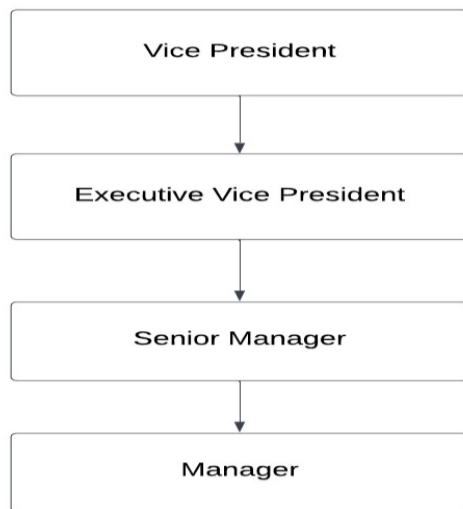 Vice President
Executive Vice President
Senior Manager
Manager